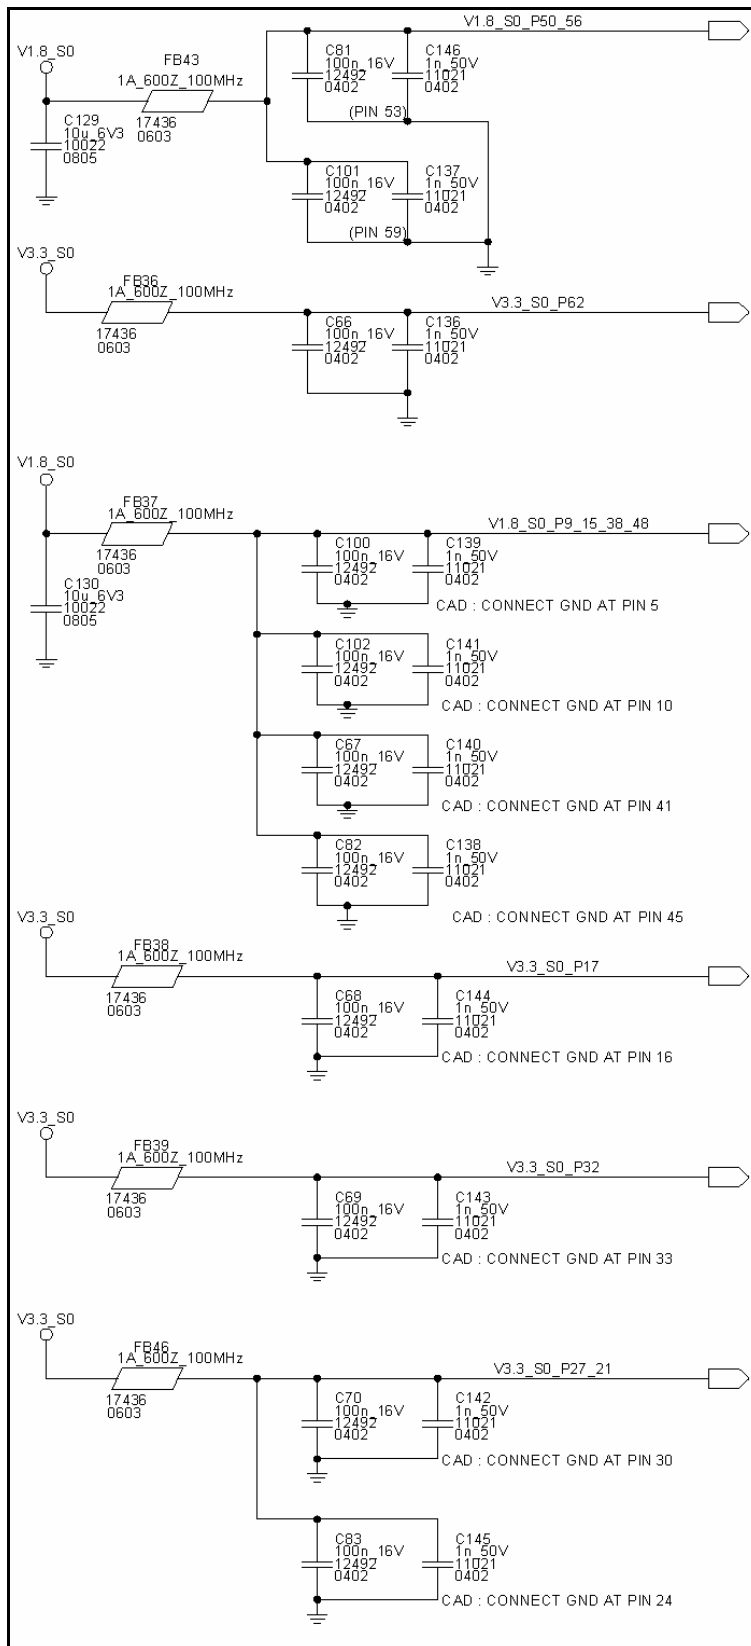 V1.8_S0_P50_56
V1.8_S0
FB43
1A_600Z_100MHz
17436
0603
C129
10u_6V3
10022
0805
C81
100n_16V
12492
0402
C146
1n_50V
11021
0402
(PIN 53)
C101
100n_16V
12492
0402
C137
1n_50V
11021
0402
(PIN 59)
V3.3_S0
FB36
1A_600Z_100MHz
17436
0603
V3.3_S0_P62
C66
100n_16V
12492
0402
C136
1n_50V
11021
0402
V1.8_S0
FB37
1A_600Z_100MHz
17436
0603
C130
10u_6V3
10022
0805
V1.8_S0_P9_15_38_48
C100
100n_16V
12492
0402
C139
1n_50V
11021
0402
CAD : CONNECT GND AT PIN 5
C102
100n_16V
12492
0402
C141
1n_50V
11021
0402
CAD : CONNECT GND AT PIN 10
C67
100n_16V
12492
0402
C140
1n_50V
11021
0402
CAD : CONNECT GND AT PIN 41
C82
100n_16V
12492
0402
C138
1n_50V
11021
0402
CAD : CONNECT GND AT PIN 45
V3.3_S0
FB38
1A_600Z_100MHz
17436
0603
V3.3_S0_P17
C68
100n_16V
12492
0402
C144
1n_50V
11021
0402
CAD : CONNECT GND AT PIN 16
V3.3_S0
FB39
1A_600Z_100MHz
17436
0603
V3.3_S0_P32
C69
100n_16V
12492
0402
C143
1n_50V
11021
0402
CAD : CONNECT GND AT PIN 33
V3.3_S0
FB46
1A_600Z_100MHz
17436
0603
V3.3_S0_P27_21
C70
100n_16V
12492
0402
C142
1n_50V
11021
0402
CAD : CONNECT GND AT PIN 30
C83
100n_16V
12492
0402
C145
1n_50V
11021
0402
CAD : CONNECT GND AT PIN 24